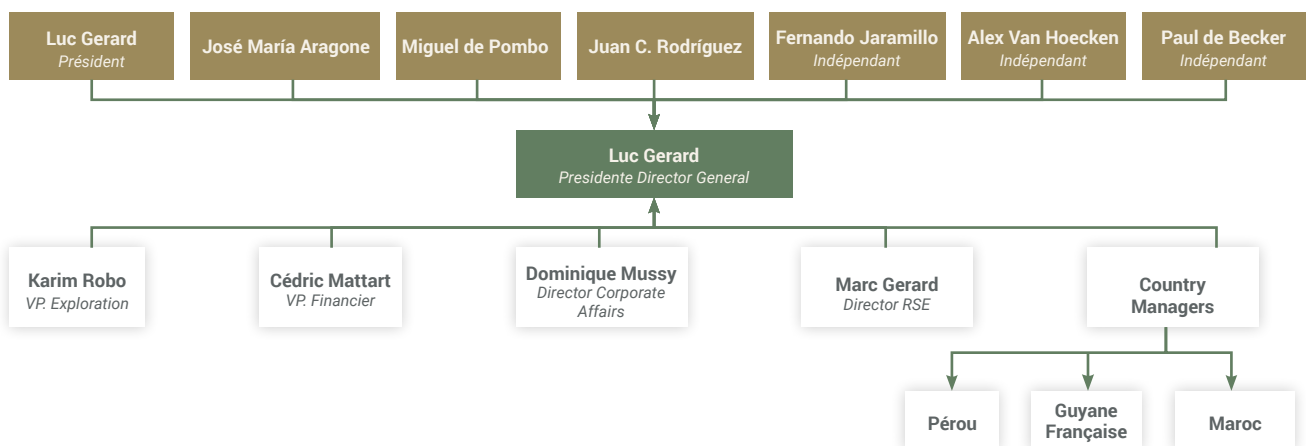 Luc Gerard
Président
José María Aragone
Miguel de Pombo
Juan C. Rodríguez
Fernando Jaramillo
Indépendant
Alex Van Hoecken
Indépendant
Paul de Becker
Indépendant
Luc Gerard
Presidente Director General
Karim Robo
VP. Exploration
Cédric Mattart
VP. Financier
Dominique Mussy
Director Corporate
Affairs
Marc Gerard
Director RSE
Country
Managers
Pérou
Guyane
Française
Maroc